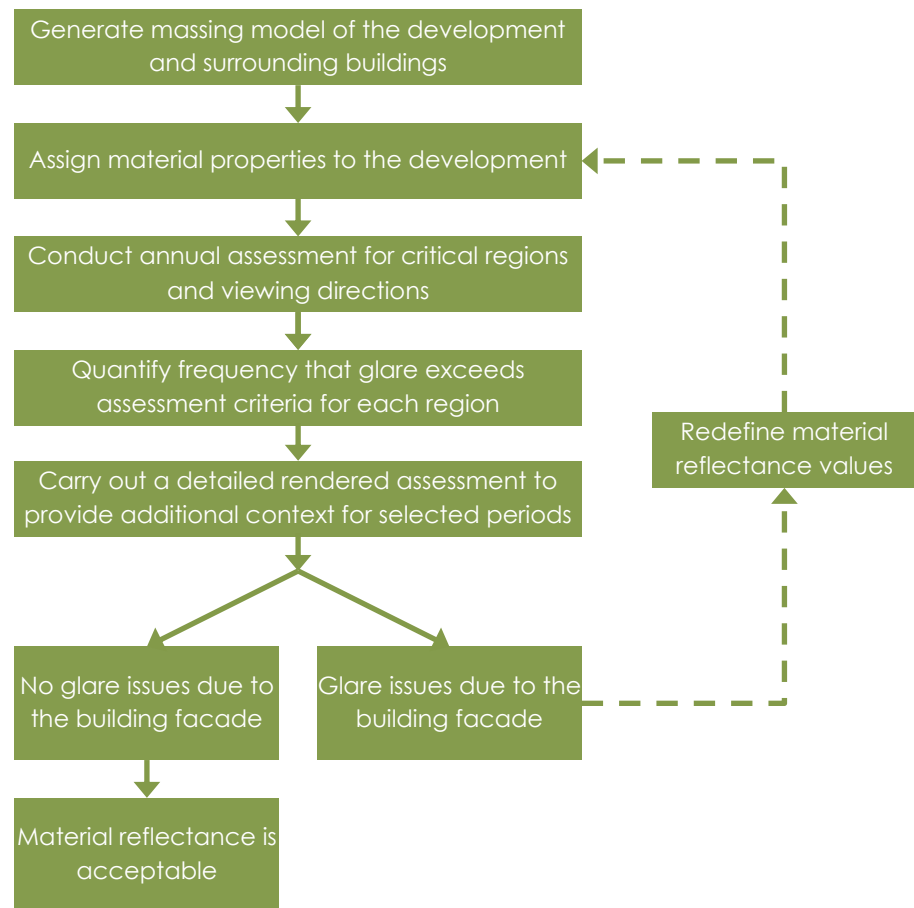 Generate massing model of the development
and surrounding buildings
Assign material properties to the development
Conduct annual assessment for critical regions
and viewing directions
Quantify frequency that glare exceeds
assessment criteria for each region
Carry out a detailed rendered assessment to
provide additional context for selected periods
Redefine material
reflectance values
No glare issues due to
the building facade
Glare issues due to the
building facade
Material reflectance is
acceptable